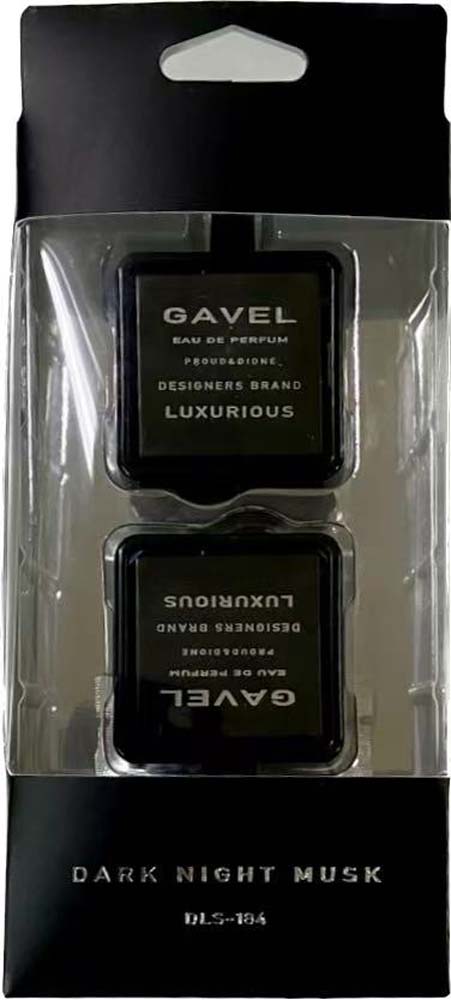 GAVEL
EAU DE PERFUM
PROUD&DIONE
DESIGNERS BRAND
LUXURIOUS
LUXURIOUS
DESIGNERS BRAND
PROUD&DIONE
EAU DE PERFUM
GAVEL
DARK NIGHT MUSK
DLS-184